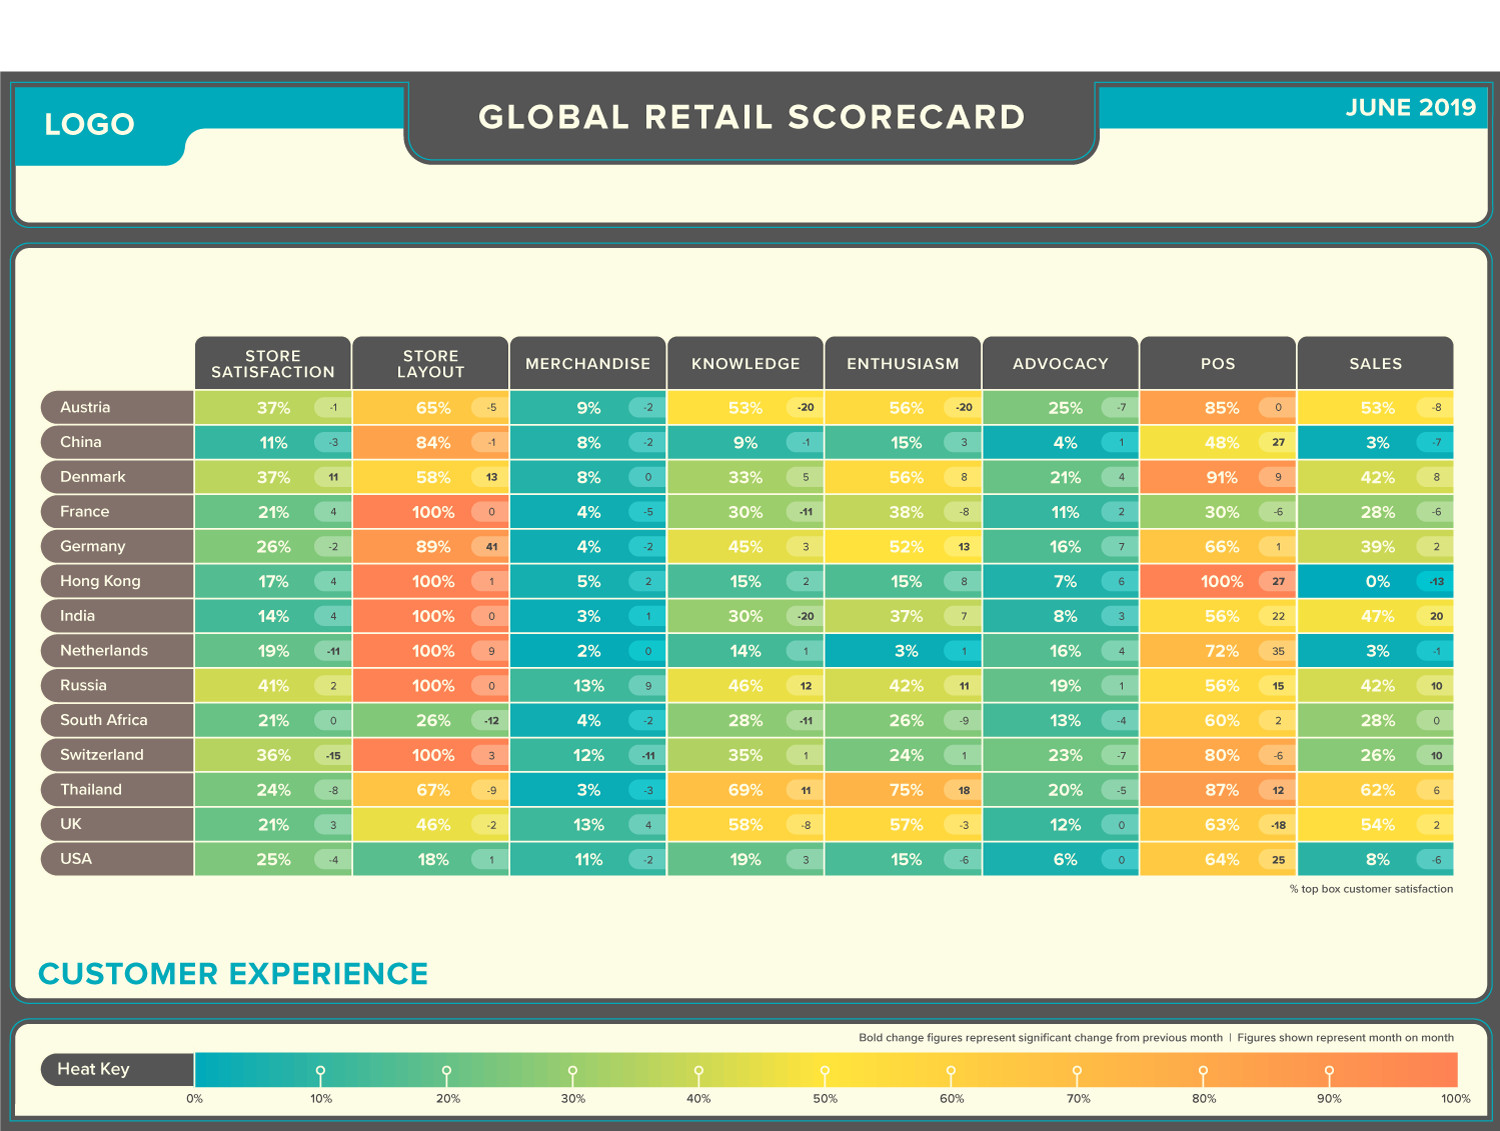 LOGO
GLOBAL RETAIL SCORECARD
JUNE 2019
STORE SATISFACTION STORE LAYOUT MERCHANDISE KNOWLEDGE ENTHUSIASM ADVOCACY POS SALES
Austria 37% -1 65% -5 9% -2 53% -20 56% -20 25% -7 85% 0 53% -8
China 11% -3 84% -1 8% -2 9% -1 15% 3 4% 1 48% 27 3% -7
Denmark 37% 11 58% 13 8% 0 33% 5 56% 8 21% 4 91% 9 42% 8
France 21% 4 100% 0 4% -5 30% -11 38% -8 11% 2 30% -6 28% -6
Germany 26% -2 89% 41 4% -2 45% 3 52% 13 16% 7 66% 1 39% 2
Hong Kong 17% 4 100% 1 5% 2 15% 2 15% 8 7% 6 100% 27 0% -13
India 14% 4 100% 0 3% 1 30% -20 37% 7 8% 3 56% 22 47% 20
Netherlands 19% -11 100% 9 2% 0 14% 1 3% 1 16% 4 72% 35 3% -1
Russia 41% 2 100% 0 13% 9 46% 12 42% 11 19% 1 56% 15 42% 10
South Africa 21% 0 26% -12 4% -2 28% -11 26% -9 13% -4 60% 2 28% 0
Switzerland 36% -15 100% 3 12% -11 35% 1 24% 1 23% -7 80% -6 26% 10
Thailand 24% -8 67% -9 3% -3 69% 11 75% 18 20% -5 87% 12 62% 6
UK 21% 3 46% -2 13% 4 58% -8 57% -3 12% 0 63% -18 54% 2
USA 25% -4 18% 1 11% -2 19% 3 15% -6 6% 0 64% 25 8% -6
% top box customer satisfaction
CUSTOMER EXPERIENCE
Bold change figures represent significant change from previous month | Figures shown represent month on month
Heat Key
0% 10% 20% 30% 40% 50% 60% 70% 80% 90% 100%